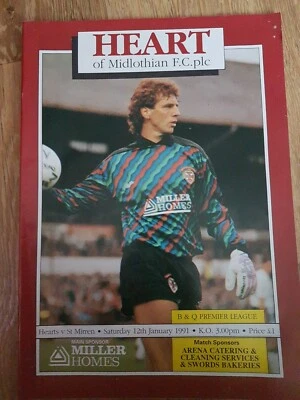 HEART
of Midlothian F.C.plc
MILLER
HOMES
B & Q PREMIER LEAGUE
Hearts v St Mirren • Saturday 12th January 1991 • K.O. 3.00pm • Price £1
MAIN SPONSOR
MILLER
HOMES
Match Sponsors
ARENA CATERING &
CLEANING SERVICES
& SWORDS BAKERIES